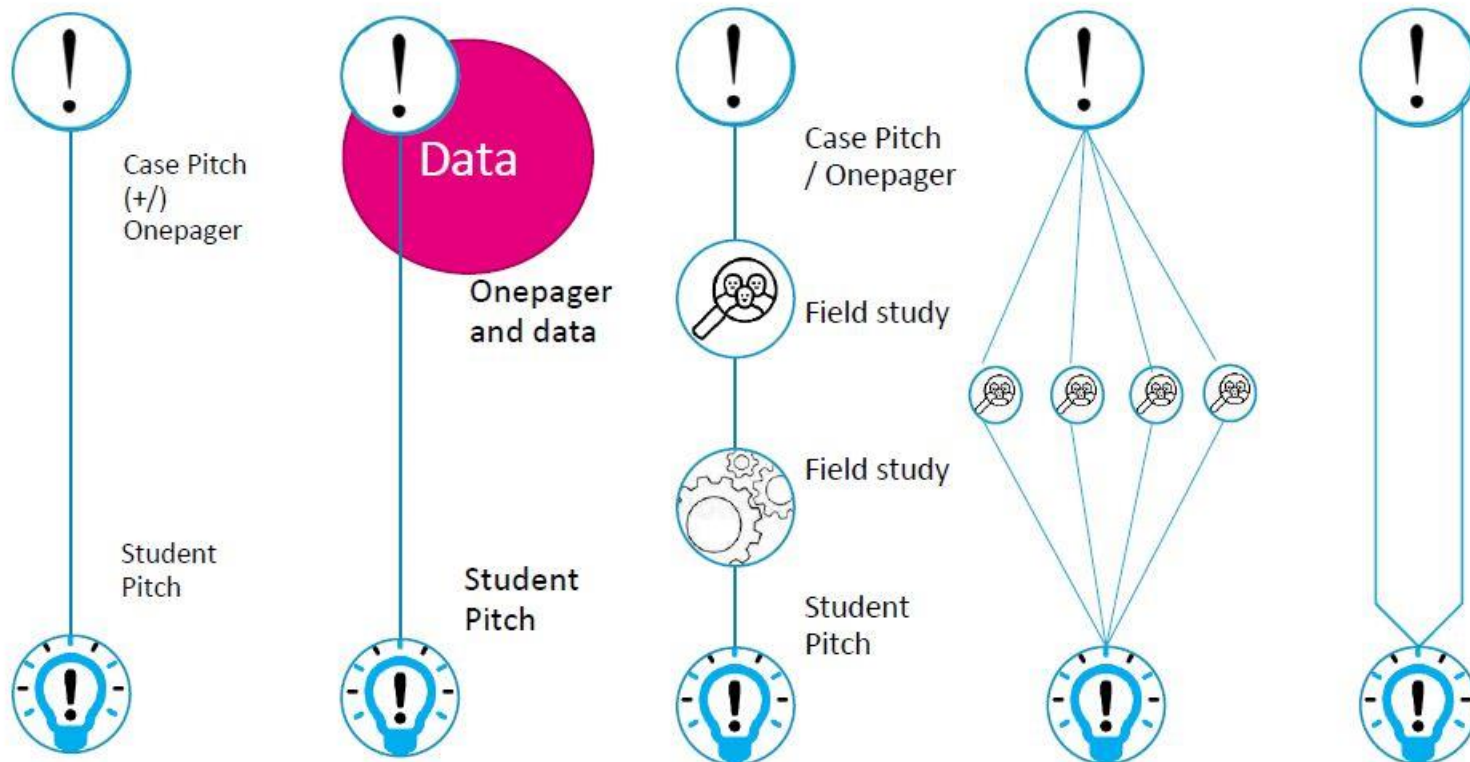 Case Pitch
(+/)
Onepager
Student
Pitch
Data
Onepager
and data
Student
Pitch
Case Pitch
/ Onepager
Field study
Field study
Student
Pitch